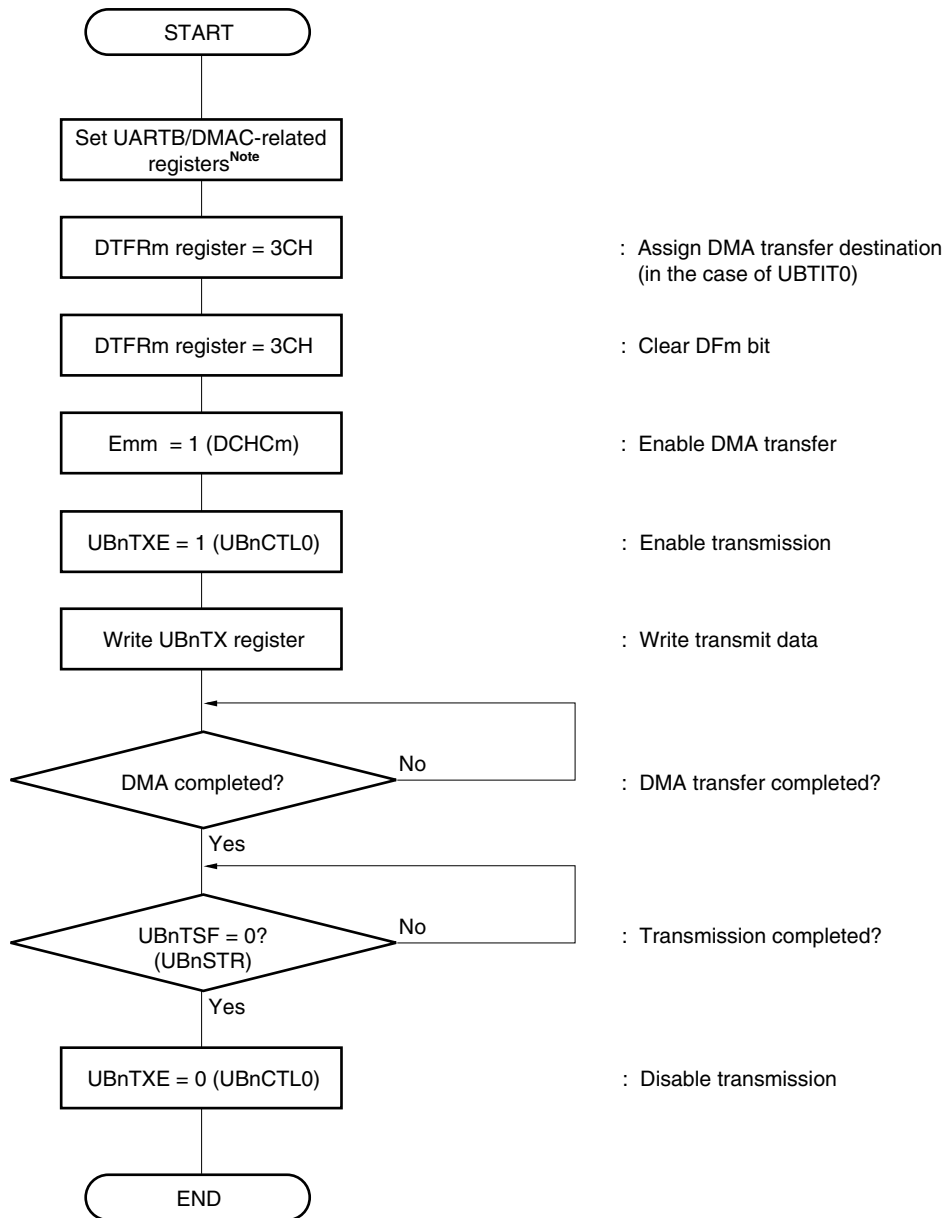 START
Set UARTB/DMAC-related
registersNote
DTFRm register = 3CH
: Assign DMA transfer destination
(in the case of UBTIT0)
DTFRm register = 3CH
: Clear DFm bit
Emm = 1 (DCHCm)
: Enable DMA transfer
UBnTXE = 1 (UBnCTL0)
: Enable transmission
Write UBnTX register
: Write transmit data
DMA completed?
No
: DMA transfer completed?
Yes
UBnTSF = 0?
(UBnSTR)
No
: Transmission completed?
Yes
UBnTXE = 0 (UBnCTL0)
: Disable transmission
END